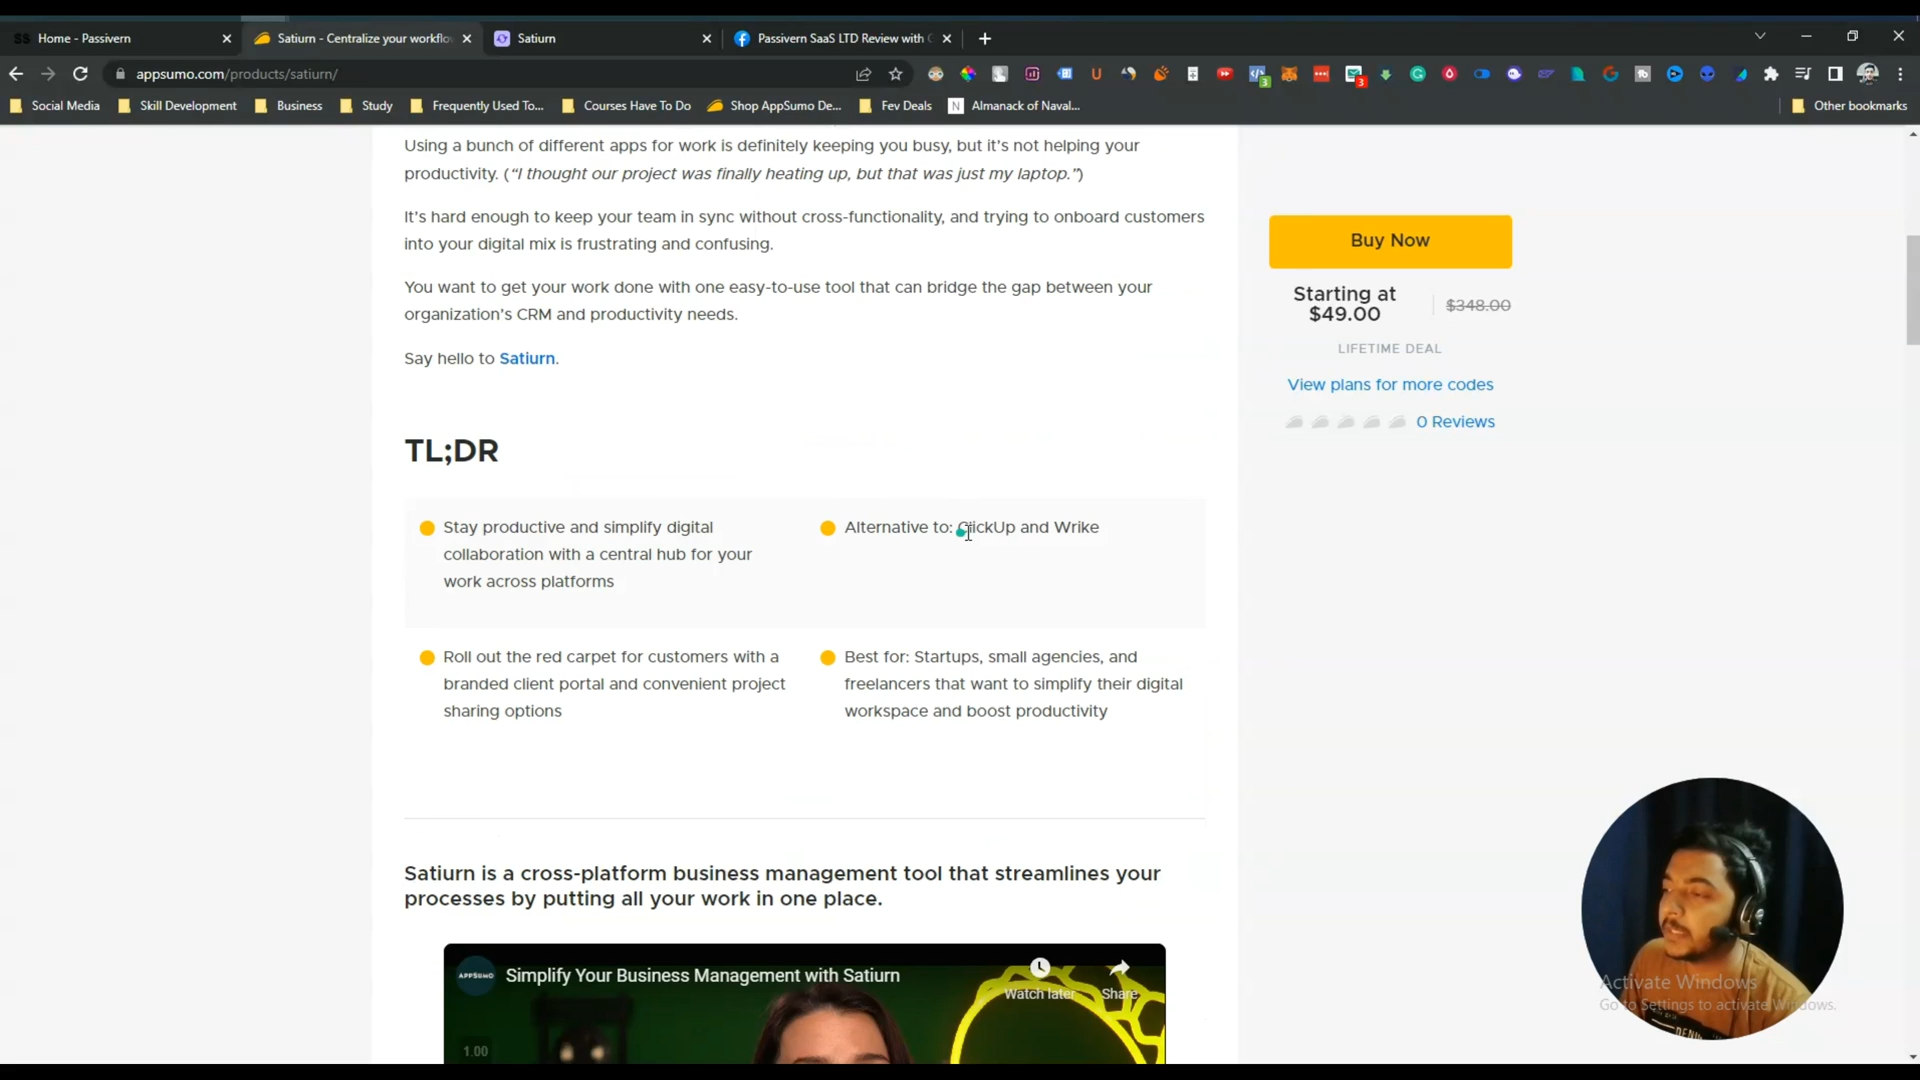 Home - Passivern
Satiurn - Centralize your workflo
Satiurn
Passivern SaaS LTD Review with
appsumo.com/products/satiurn/
Social Media
Skill Development
Business
Study
Frequently Used To...
Courses Have To Do
Shop AppSumo De...
Fev Deals
Almanack of Naval...
Other bookmarks
Using a bunch of different apps for work is definitely keeping you busy, but it’s not helping your
productivity. (“I thought our project was finally heating up, but that was just my laptop.”)
It’s hard enough to keep your team in sync without cross-functionality, and trying to onboard customers
into your digital mix is frustrating and confusing.
You want to get your work done with one easy-to-use tool that can bridge the gap between your
organization’s CRM and productivity needs.
Say hello to Satiurn.
Buy Now
Starting at
$49.00
$348.00
LIFETIME DEAL
View plans for more codes
0 Reviews
TL;DR
Stay productive and simplify digital
collaboration with a central hub for your
work across platforms
Alternative to: ClickUp and Wrike
Roll out the red carpet for customers with a
branded client portal and convenient project
sharing options
Best for: Startups, small agencies, and
freelancers that want to simplify their digital
workspace and boost productivity
Satiurn is a cross-platform business management tool that streamlines your
processes by putting all your work in one place.
APPSUMO
Simplify Your Business Management with Satiurn
Watch later
Share
1.00
Activate Windows
Go to Settings to activate Windows.
DENIM